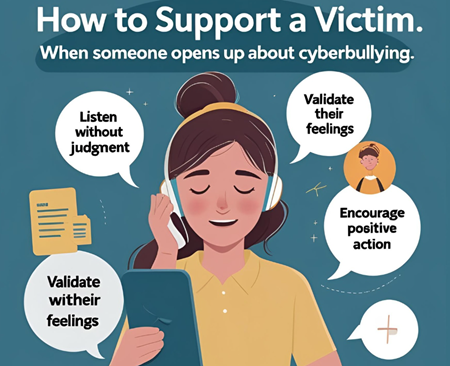 How to Support a Victim.
When someone opens up about cyberbullying.
Listen
without
judgment
Validate
their
feelings
Encourage
positive
action
Validate
witheir
feelings